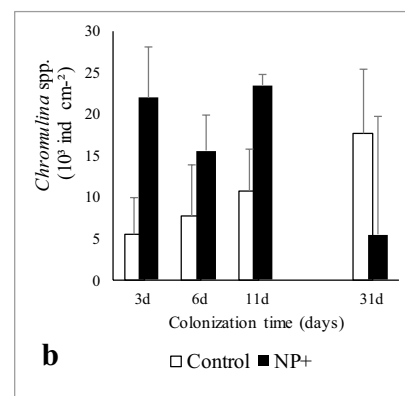 Chromulina spp.
(10³ ind cm-²)
30
25
20
15
10
5
0
3d 6d 11d 31d
Colonization time (days)
b □ Control ■ NP+